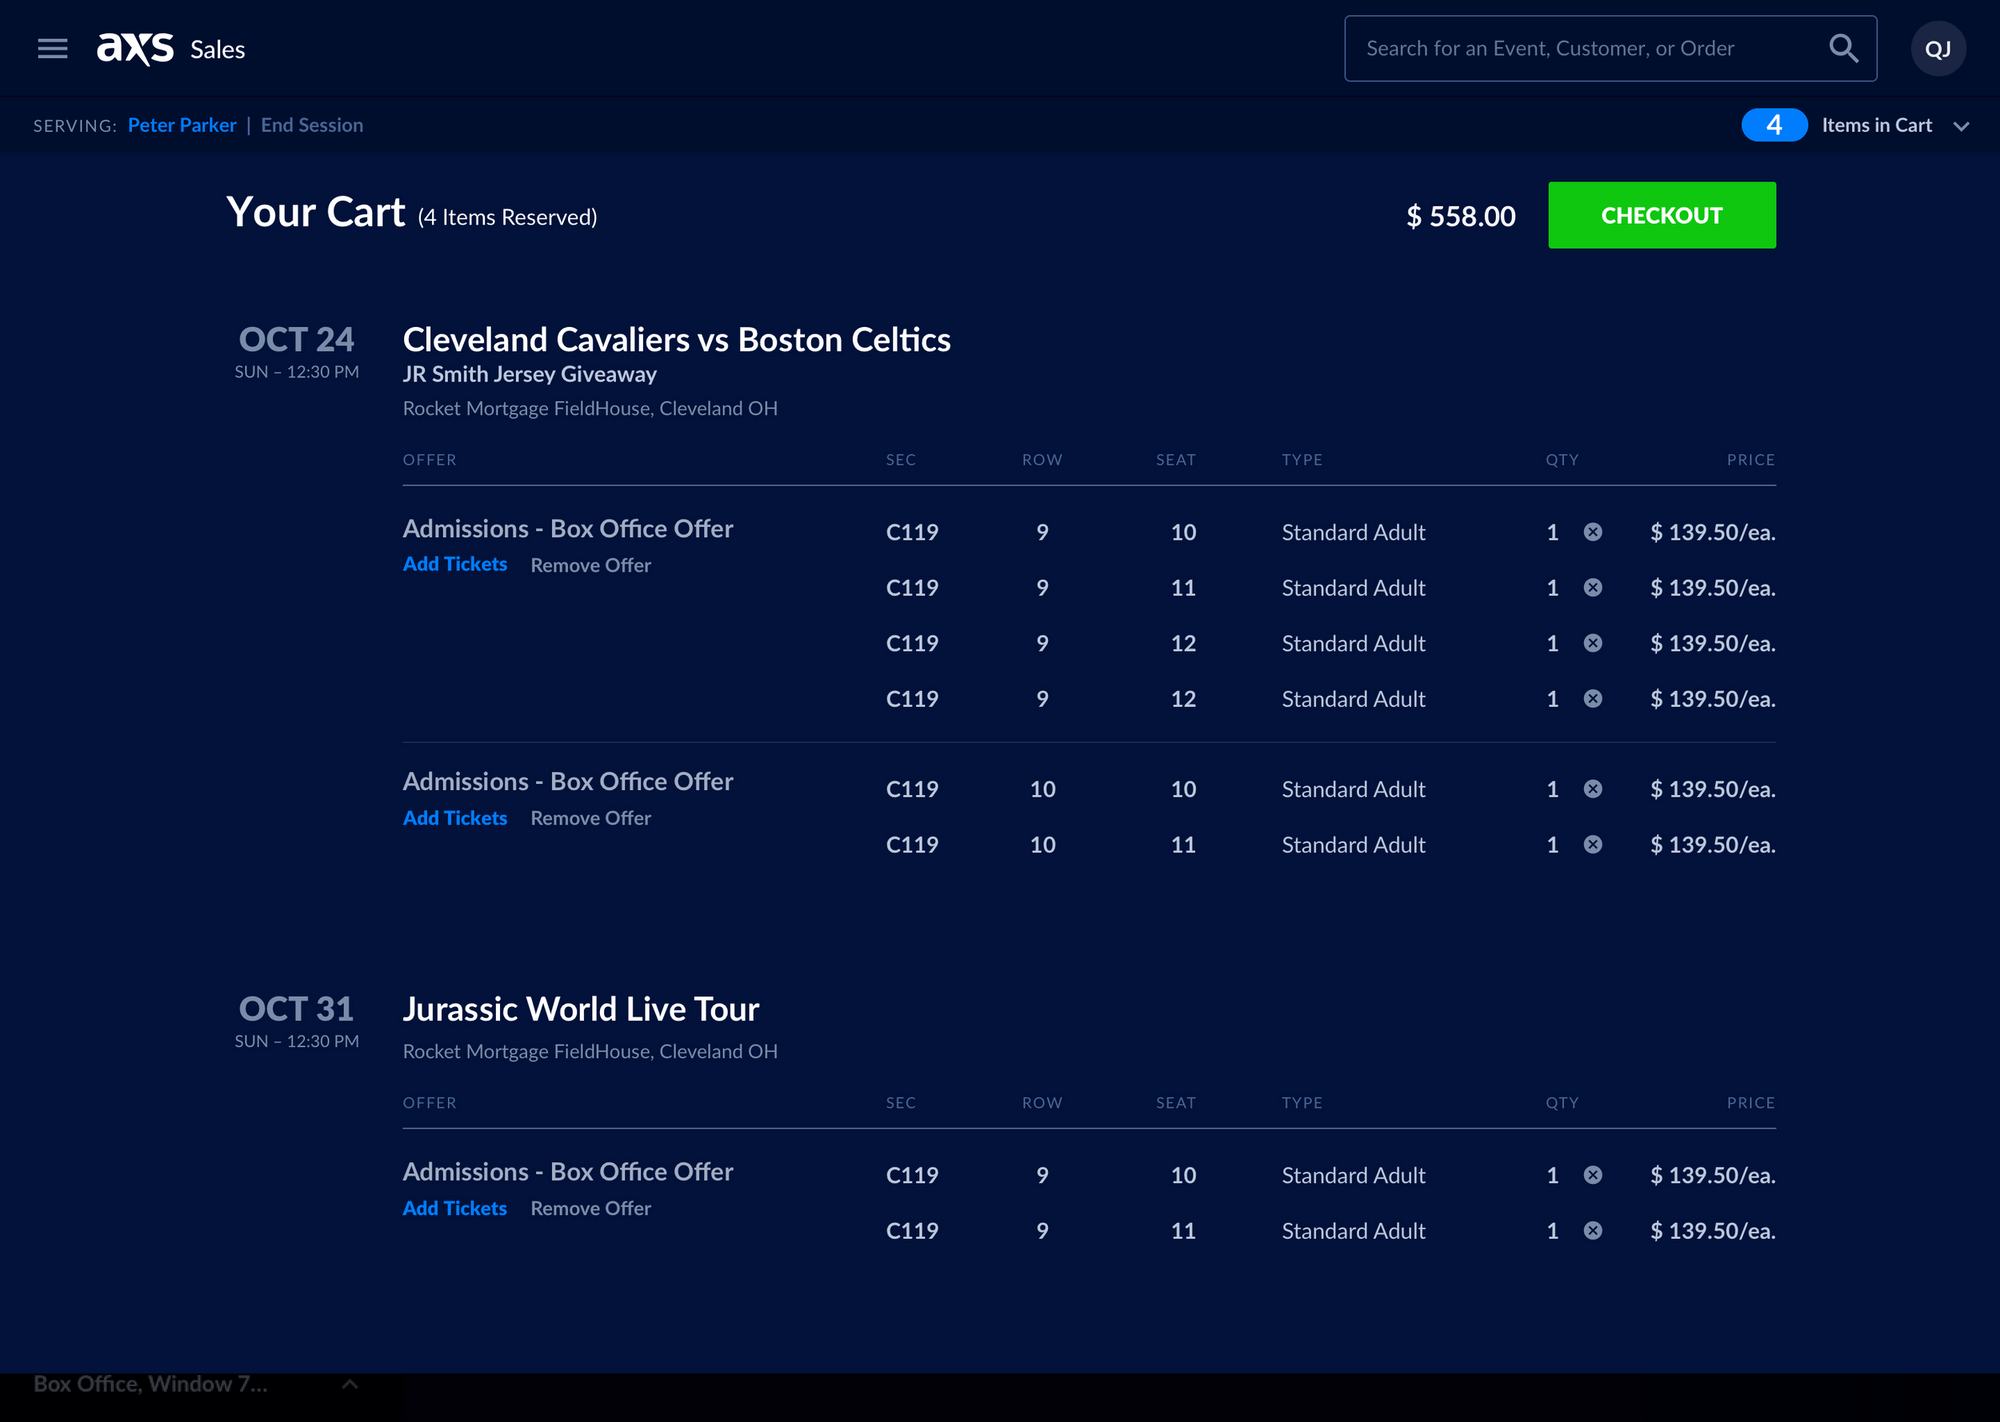 axs Sales
Search for an Event, Customer, or Order
QJ
SERVING: Peter Parker | End Session
4 Items in Cart
Your Cart (4 Items Reserved)
$ 558.00
CHECKOUT
OCT 24
SUN – 12:30 PM
Cleveland Cavaliers vs Boston Celtics
JR Smith Jersey Giveaway
Rocket Mortgage FieldHouse, Cleveland OH
OFFER SEC ROW SEAT TYPE QTY PRICE
Admissions - Box Office Offer
Add Tickets Remove Offer
C119 9 10 Standard Adult 1 $ 139.50/ea.
C119 9 11 Standard Adult 1 $ 139.50/ea.
C119 9 12 Standard Adult 1 $ 139.50/ea.
C119 9 12 Standard Adult 1 $ 139.50/ea.
Admissions - Box Office Offer
Add Tickets Remove Offer
C119 10 10 Standard Adult 1 $ 139.50/ea.
C119 10 11 Standard Adult 1 $ 139.50/ea.
OCT 31
SUN – 12:30 PM
Jurassic World Live Tour
Rocket Mortgage FieldHouse, Cleveland OH
OFFER SEC ROW SEAT TYPE QTY PRICE
Admissions - Box Office Offer
Add Tickets Remove Offer
C119 9 10 Standard Adult 1 $ 139.50/ea.
C119 9 11 Standard Adult 1 $ 139.50/ea.
Box Office, Window 7...